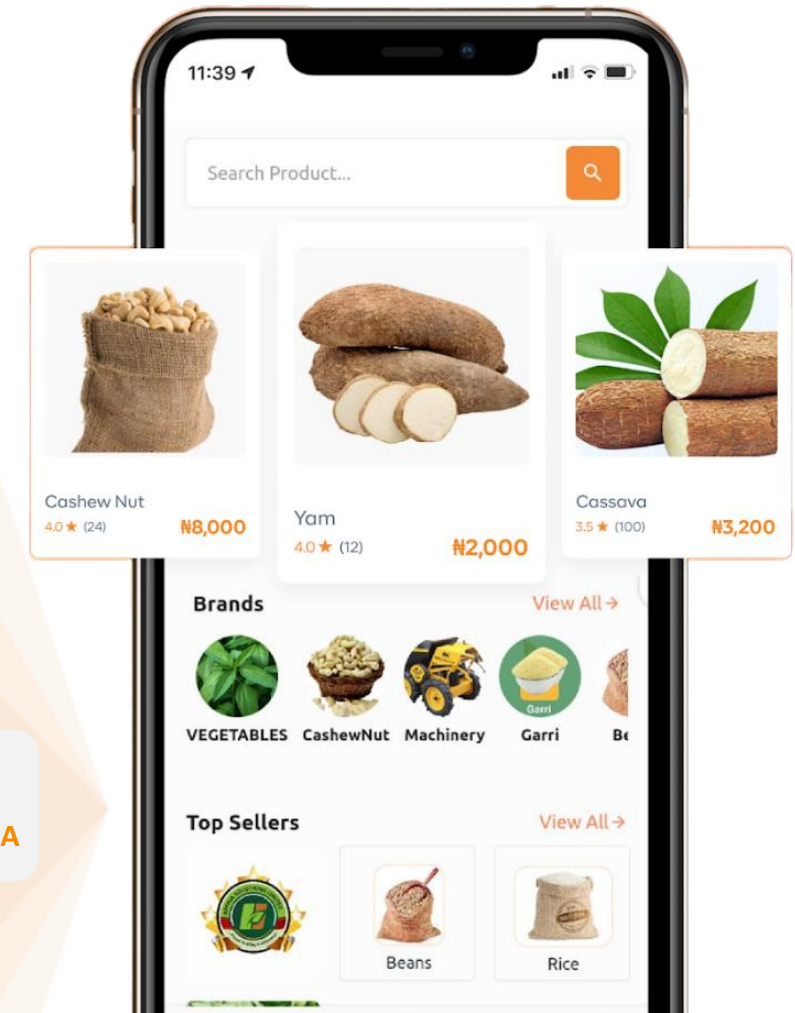 11:39
Search Product...
Cashew Nut
4.0 ★ (24) ₦8,000
Yam
4.0 ★ (12) ₦2,000
Cassava
3.5 ★ (100) ₦3,200
Brands View All →
VEGETABLES CashewNut Machinery Garri Garri Be
A
Top Sellers View All →
Beans Rice